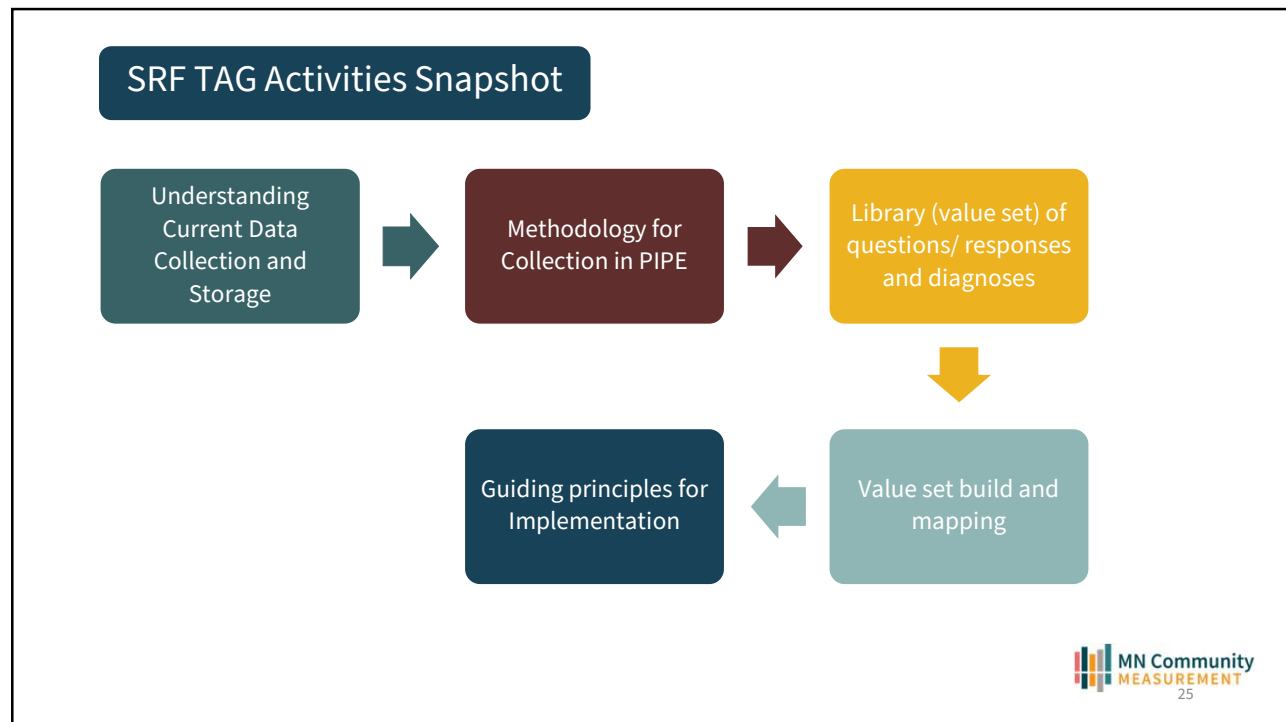 SRF TAG Activities Snapshot
Understanding
Current Data
Collection and
Storage
Methodology for
Collection in PIPE
Library (value set) of
questions/ responses
and diagnoses
Value set build and
mapping
Guiding principles for
Implementation
MN Community
MEASUREMENT
25